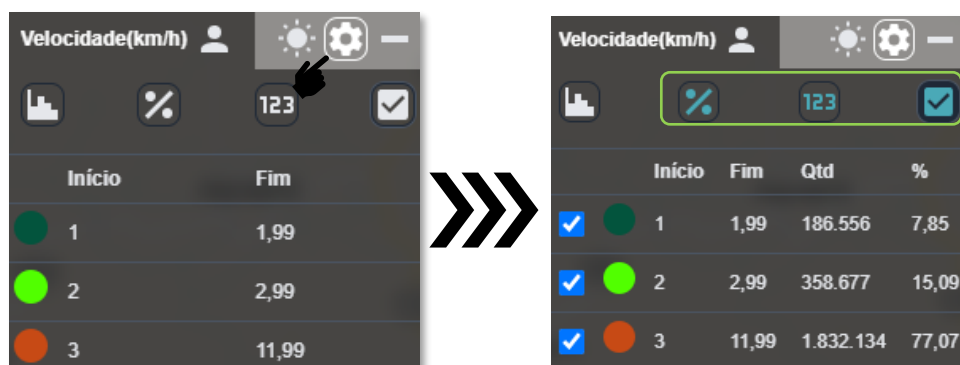 Velocidade(km/h)
123
Início Fim
1 1,99
2 2,99
3 11,99
Velocidade(km/h)
% 123
Início Fim Qtd %
1 1,99 186.556 7,85
2 2,99 358.677 15,09
3 11,99 1.832.134 77,07